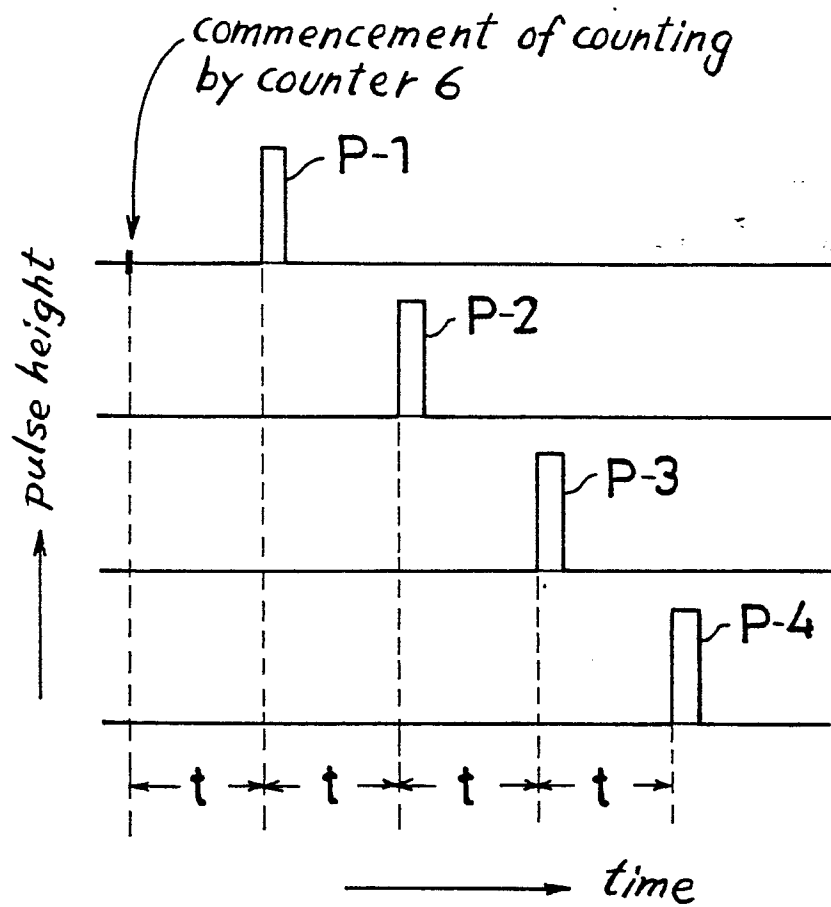 commencement of counting
by counter 6
P-1
P-2
P-3
P-4
pulse height
t t t t
time